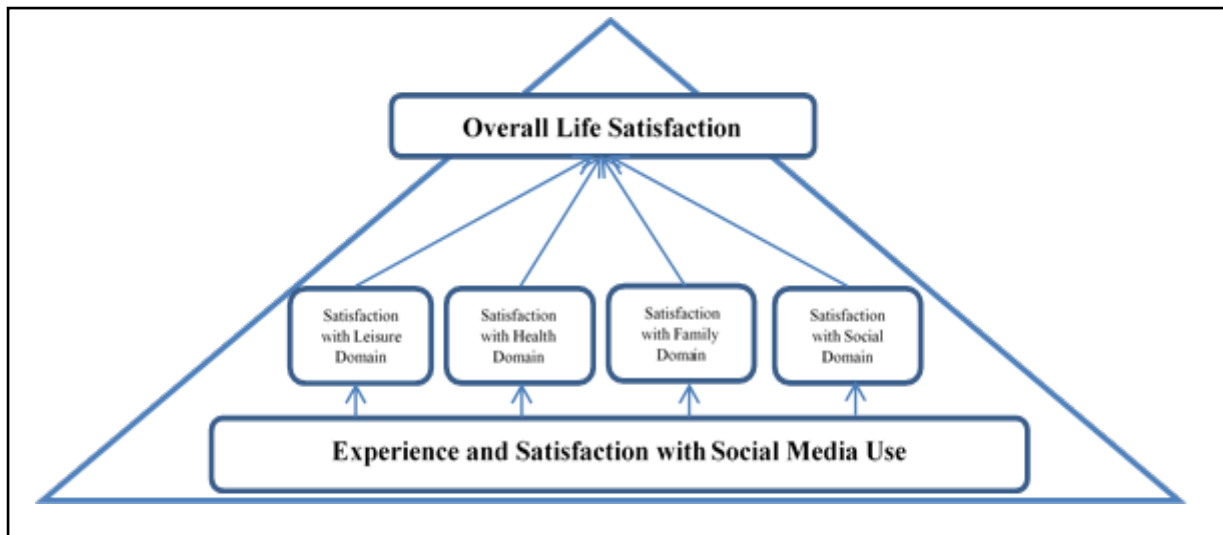 Overall Life Satisfaction
Satisfaction
with Leisure
Domain
Satisfaction
with Health
Domain
Satisfaction
with Family
Domain
Satisfaction
with Social
Domain
Experience and Satisfaction with Social Media Use